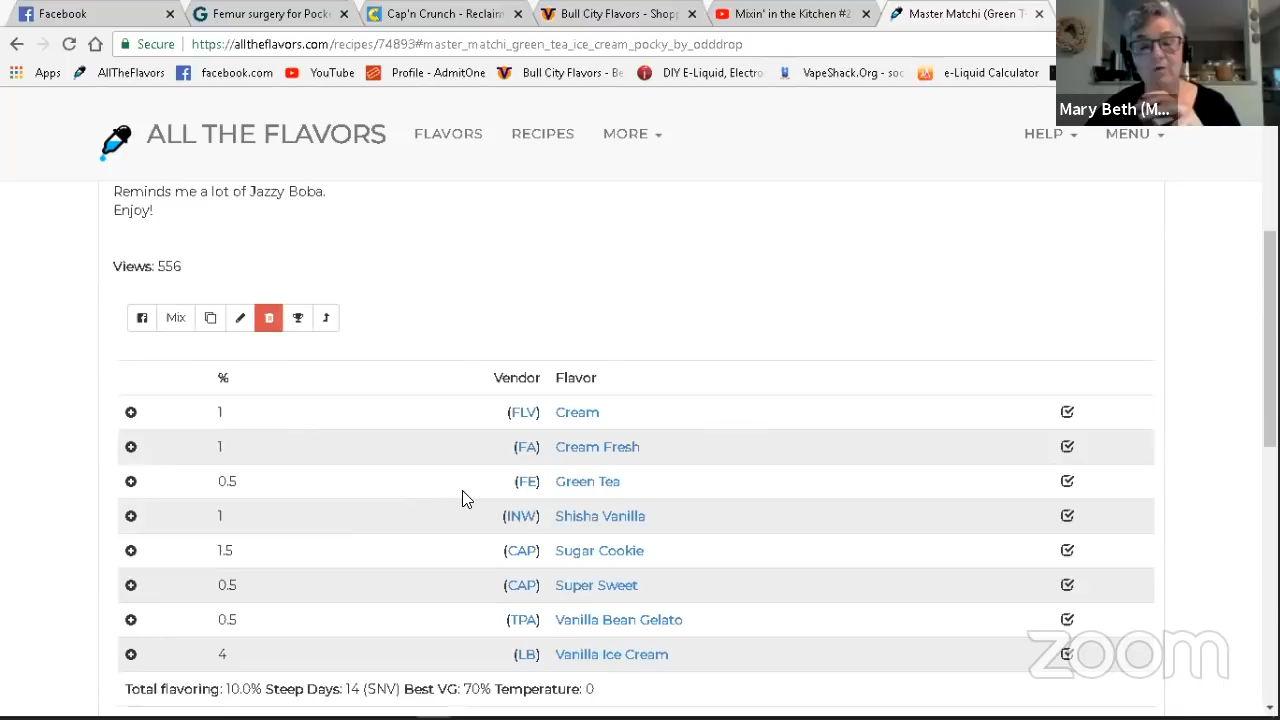 Facebook
Femur surgery for Pocke
Cap'n Crunch - Reclaim
Bull City Flavors - Shopp
Mixin' in the Kitchen #2
Master Matchi (Green T
Secure
https://alltheflavors.com/recipes/74893#master_matchi_green_tea_ice_cream_pocky_by_odddrop
Apps
AllTheFlavors
facebook.com
YouTube
Profile - AdmitOne
Bull City Flavors - Be
DIY E-Liquid, Electro
VapeShack.Org - soc
e-Liquid Calculator
Mary Beth (M...
ALL THE FLAVORS
FLAVORS
RECIPES
MORE
HELP
MENU
Reminds me a lot of Jazzy Boba.
Enjoy!
Views: 556
Mix
% Vendor Flavor
1 (FLV) Cream
1 (FA) Cream Fresh
0.5 (FE) Green Tea
1 (INW) Shisha Vanilla
1.5 (CAP) Sugar Cookie
0.5 (CAP) Super Sweet
0.5 (TPA) Vanilla Bean Gelato
4 (LB) Vanilla Ice Cream
Total flavoring: 10.0% Steep Days: 14 (SNV) Best VG: 70% Temperature: 0
zoom